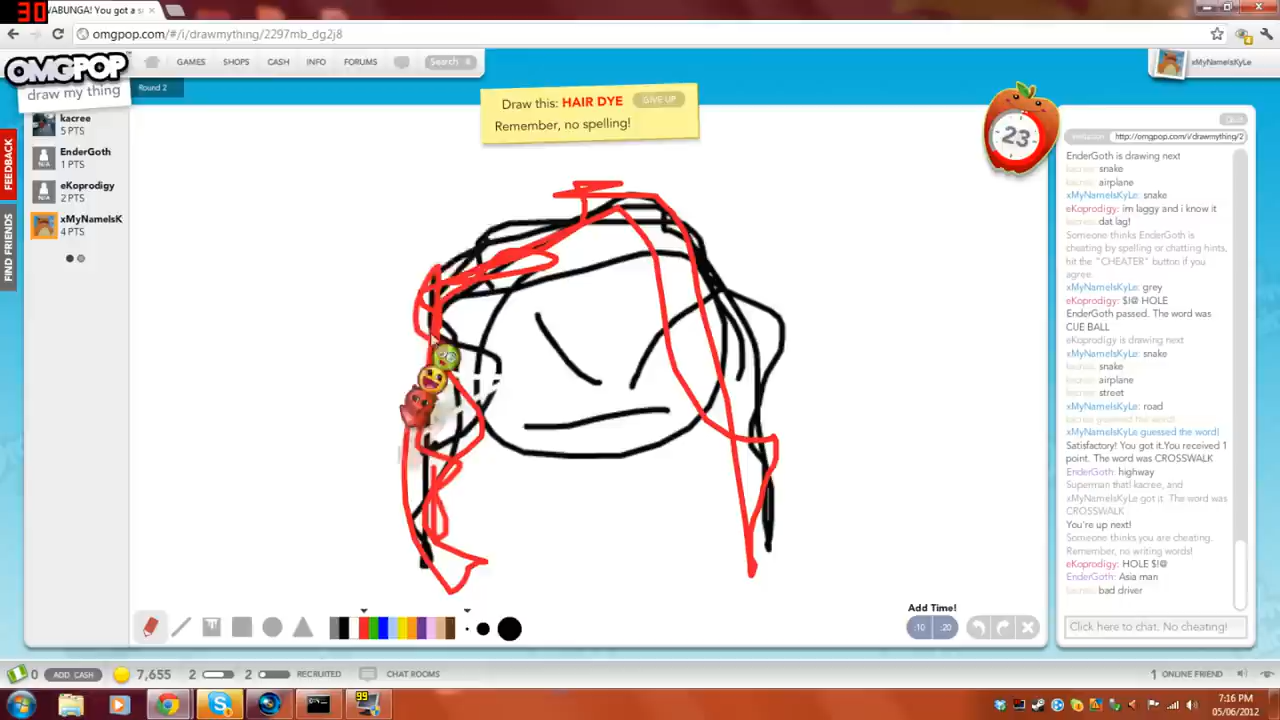 30
WABUNGA! You got a s
omgpop.com/#/i/drawmything/2297mb_dg2j8
OMGPOP
draw my thing
GAMES SHOPS CASH INFO FORUMS Search
xMyNameIsKyLe
Round 2
Draw this: HAIR DYE GIVE UP
Remember, no spelling!
23
FEEDBACK
FIND FRIENDS
kacree
5 PTS
EnderGoth
1 PTS
eKoprodigy
2 PTS
xMyNameIsK
4 PTS
http://omgpop.com/i/drawmything/2
EnderGoth is drawing next
kacree: snake
kacree: airplane
xMyNameIsKyLe: snake
eKoprodigy: im laggy and i know it
kacree: dat lag!
Someone thinks EnderGoth is
cheating by spelling or chatting hints,
hit the "CHEATER" button if you
agree.
xMyNameIsKyLe: grey
eKoprodigy: $!@ HOLE
EnderGoth passed. The word was
CUE BALL
eKoprodigy is drawing next
xMyNameIsKyLe: snake
kacree: snake
kacree: airplane
kacree: street
xMyNameIsKyLe: road
kacree guessed the word!
xMyNameIsKyLe guessed the word!
Satisfactory! You got it.You received 1
point. The word was CROSSWALK
EnderGoth: highway
Superman that! kacree, and
xMyNameIsKyLe got it. The word was
CROSSWALK
You're up next!
Someone thinks you are cheating.
Remember, no writing words!
eKoprodigy: HOLE $!@
EnderGoth: Asia man
kacree: bad driver
Click here to chat. No cheating!
Add Time!
:10 :20
0 ADD CASH 7,655 2 2 RECRUITED CHAT ROOMS
1 ONLINE FRIEND
99
7:16 PM
05/06/2012